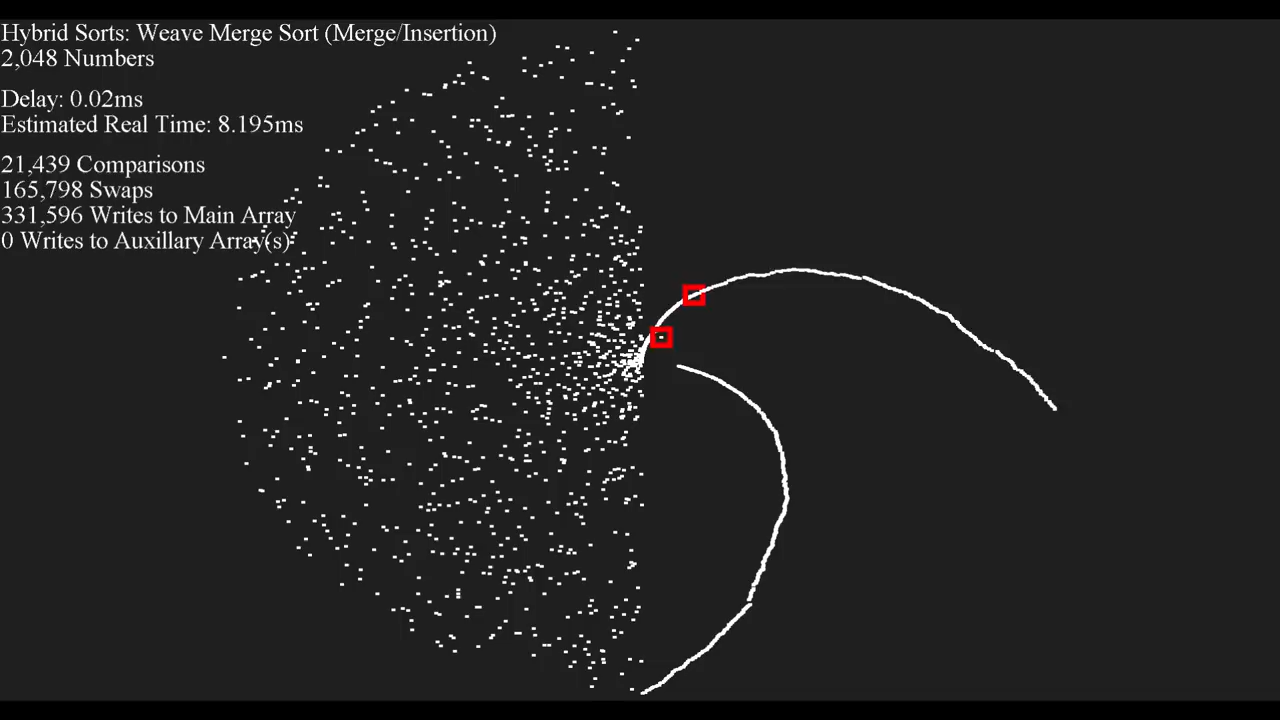 Hybrid Sorts: Weave Merge Sort (Merge/Insertion)
2,048 Numbers
Delay: 0.02ms
Estimated Real Time: 8.195ms
21,439 Comparisons
165,798 Swaps
331,596 Writes to Main Array
0 Writes to Auxillary Array(s)